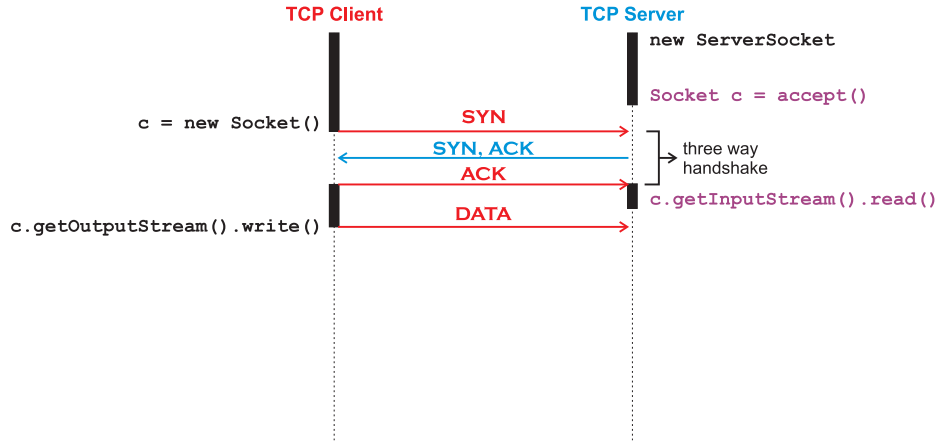 TCP Client
TCP Server
new ServerSocket
Socket c = accept()
c = new Socket()
SYN
SYN, ACK
three way
handshake
ACK
c.getInputStream().read()
DATA
c.getOutputStream().write()